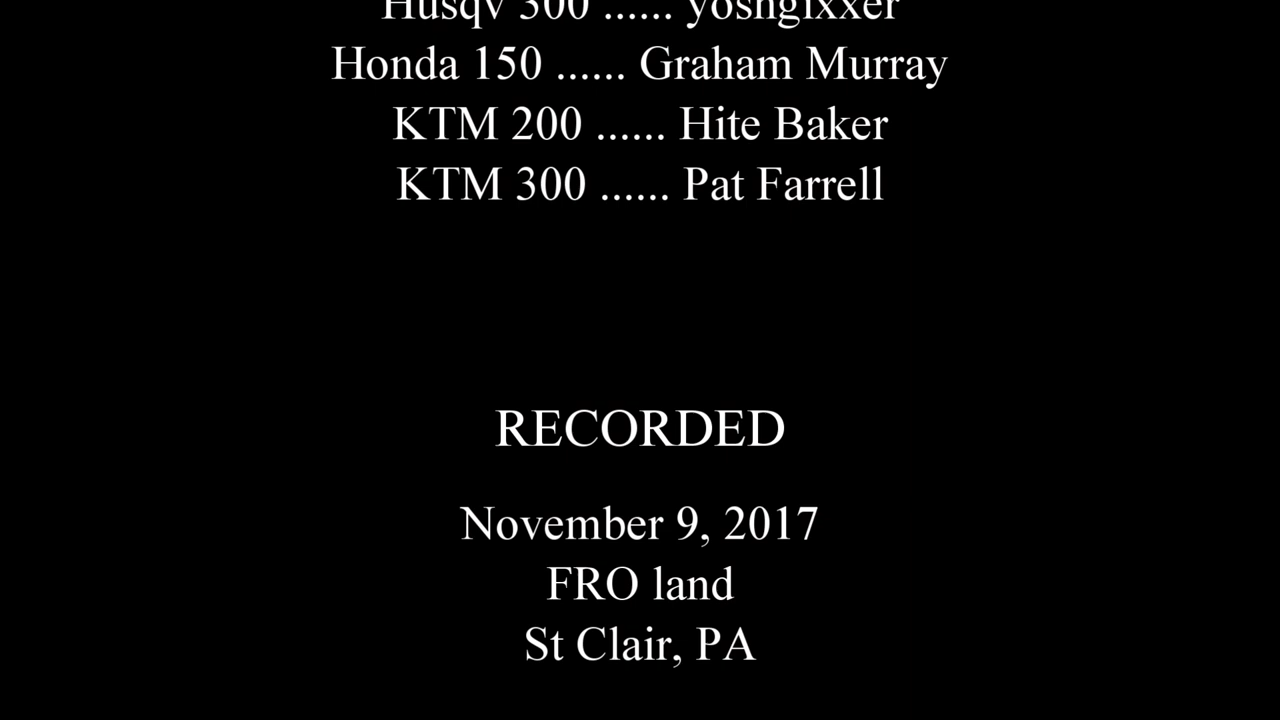 Husqv 300 ...... yoshgixxer
Honda 150 ...... Graham Murray
KTM 200 ...... Hite Baker
KTM 300 ...... Pat Farrell
RECORDED
November 9, 2017
FRO land
St Clair, PA